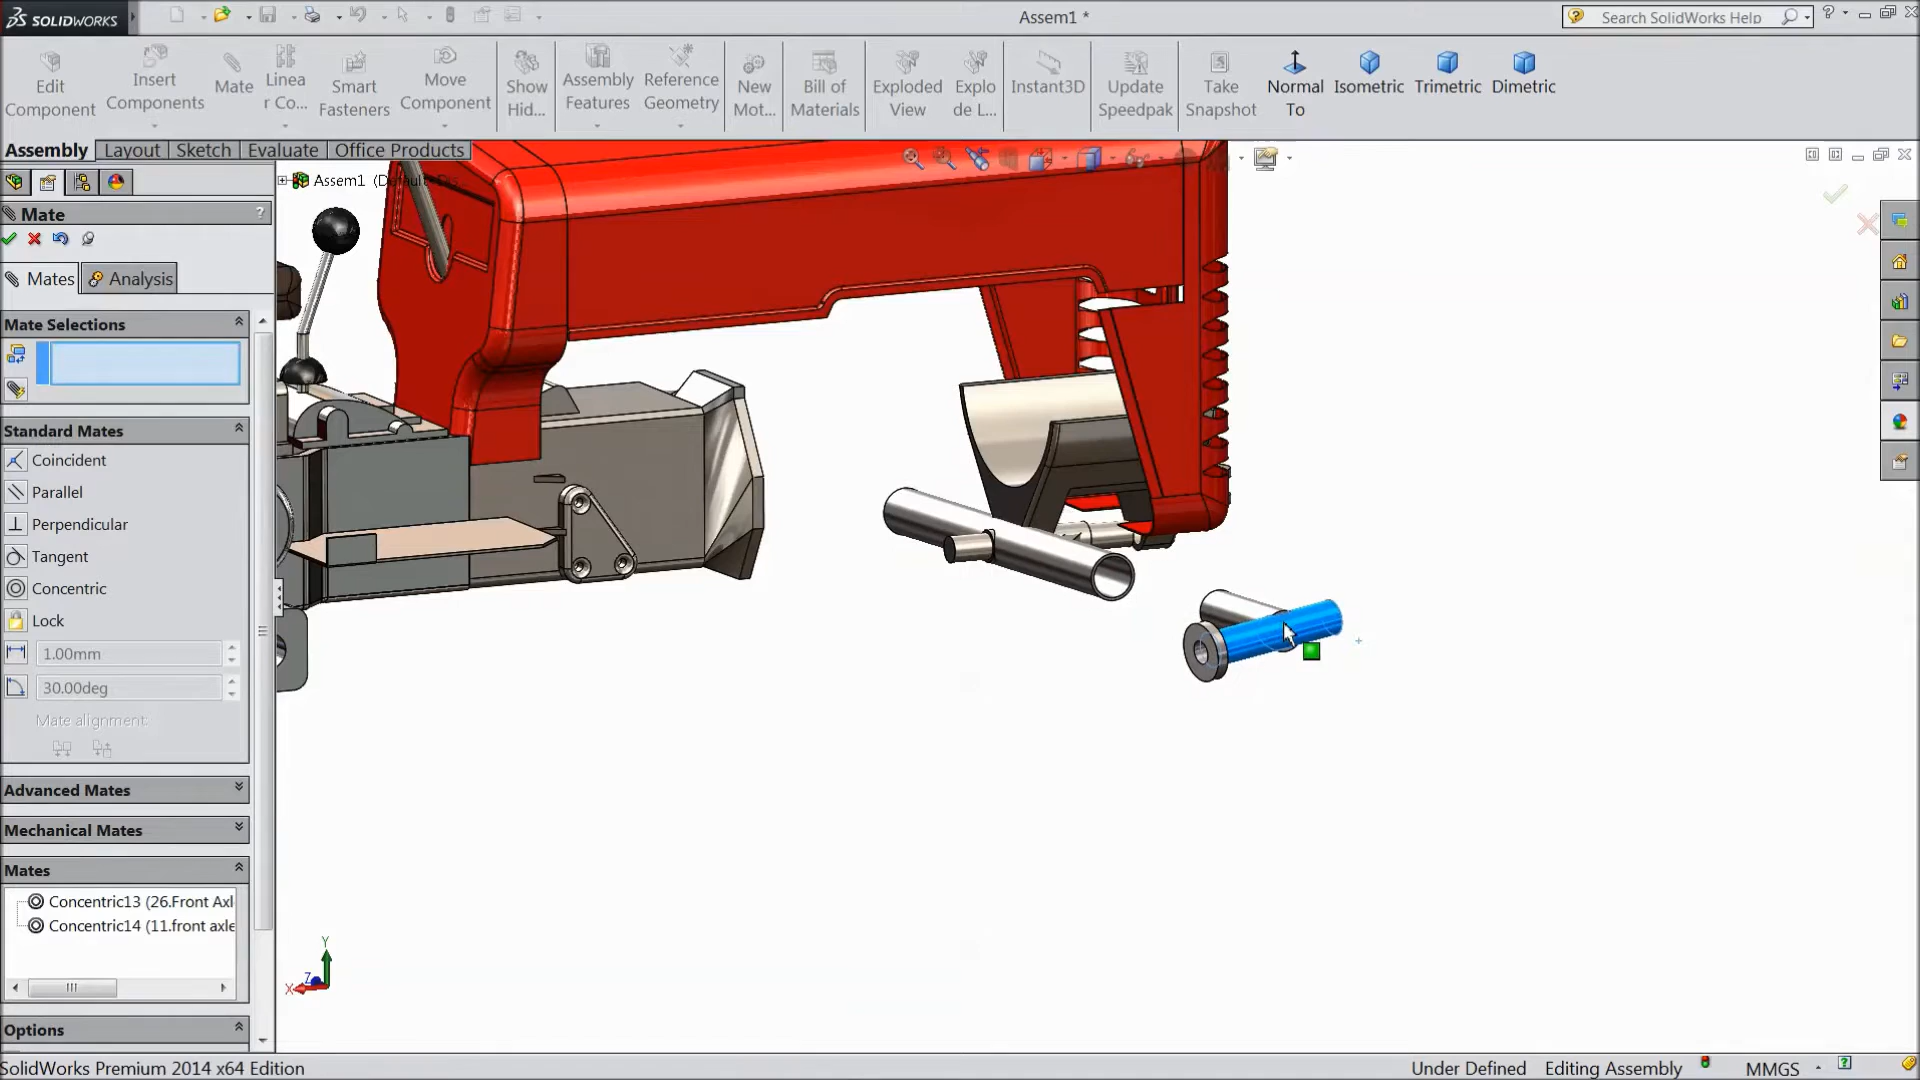 SOLIDWORKS
Assem1 *
Search SolidWorks Help
Edit Component
Insert Components
Mate
Linea r Co...
Smart Fasteners
Move Component
Show Hid...
Assembly Features
Reference Geometry
New Mot...
Bill of Materials
Exploded View
Explo de L...
Instant3D
Update Speedpak
Take Snapshot
Normal To
Isometric
Trimetric
Dimetric
Assembly
Layout
Sketch
Evaluate
Office Products
Assem1 (Default
Mate
?
Mates
Analysis
Mate Selections
Standard Mates
Coincident
Parallel
Perpendicular
Tangent
Concentric
Lock
1.00mm
30.00deg
Mate alignment:
Advanced Mates
Mechanical Mates
Mates
Concentric13 (26.Front Axl
Concentric14 (11.front axle
Options
Y
Z
X
SolidWorks Premium 2014 x64 Edition
Under Defined
Editing Assembly
MMGS